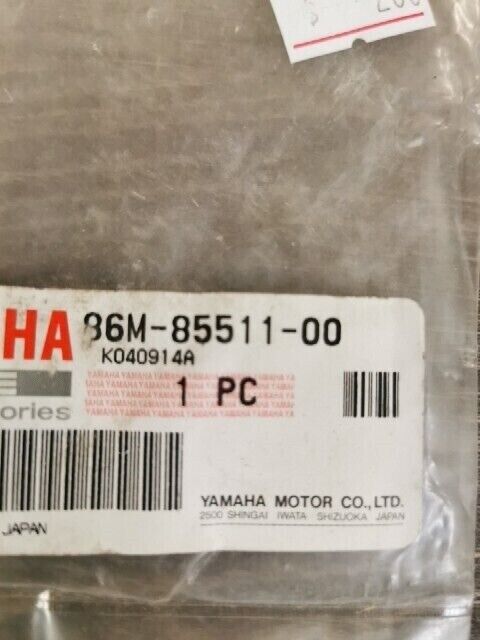 $ 200
HA 86M-85511-00
K040914A
YAMAHA YAMAHA YAMAHA YAMAHA YAMAHA YA
1 PC
ories
YAMAHA MOTOR CO.,LTD.
2500 SHINGAI IWATA SHIZUOKA JAPAN
JAPAN